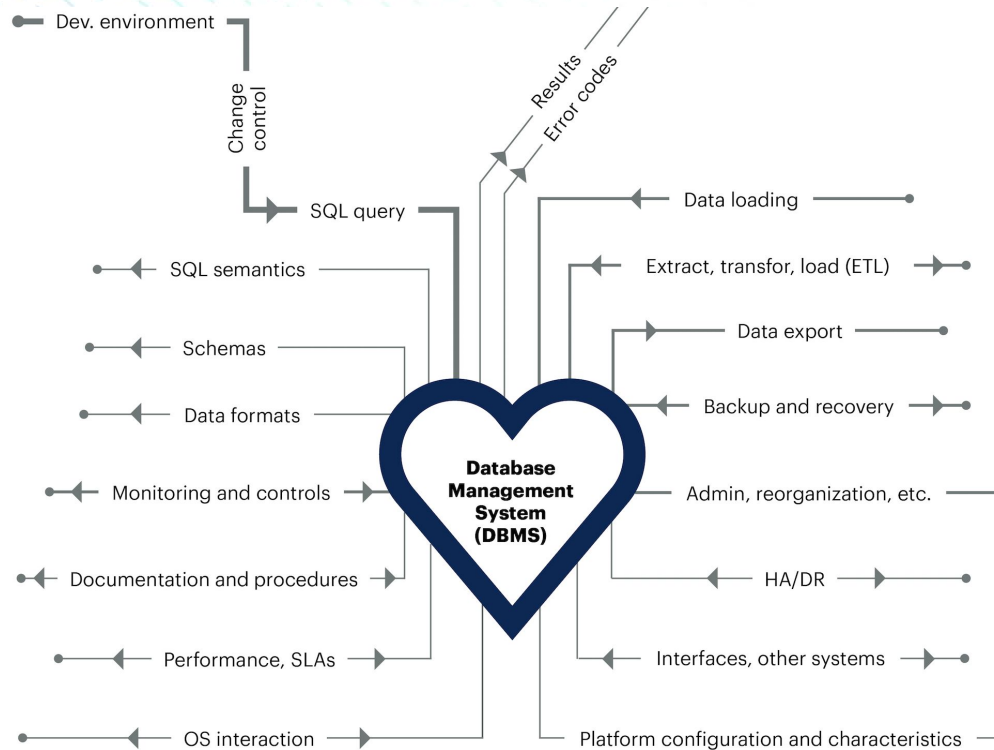 Dev. environment
Change
control
SQL query
Results
Error codes
Data loading
SQL semantics
Extract, transfor, load (ETL)
Schemas
Data export
Data formats
Backup and recovery
Database
Management
System
(DBMS)
Monitoring and controls
Admin, reorganization, etc.
Documentation and procedures
HA/DR
Performance, SLAs
Interfaces, other systems
OS interaction
Platform configuration and characteristics